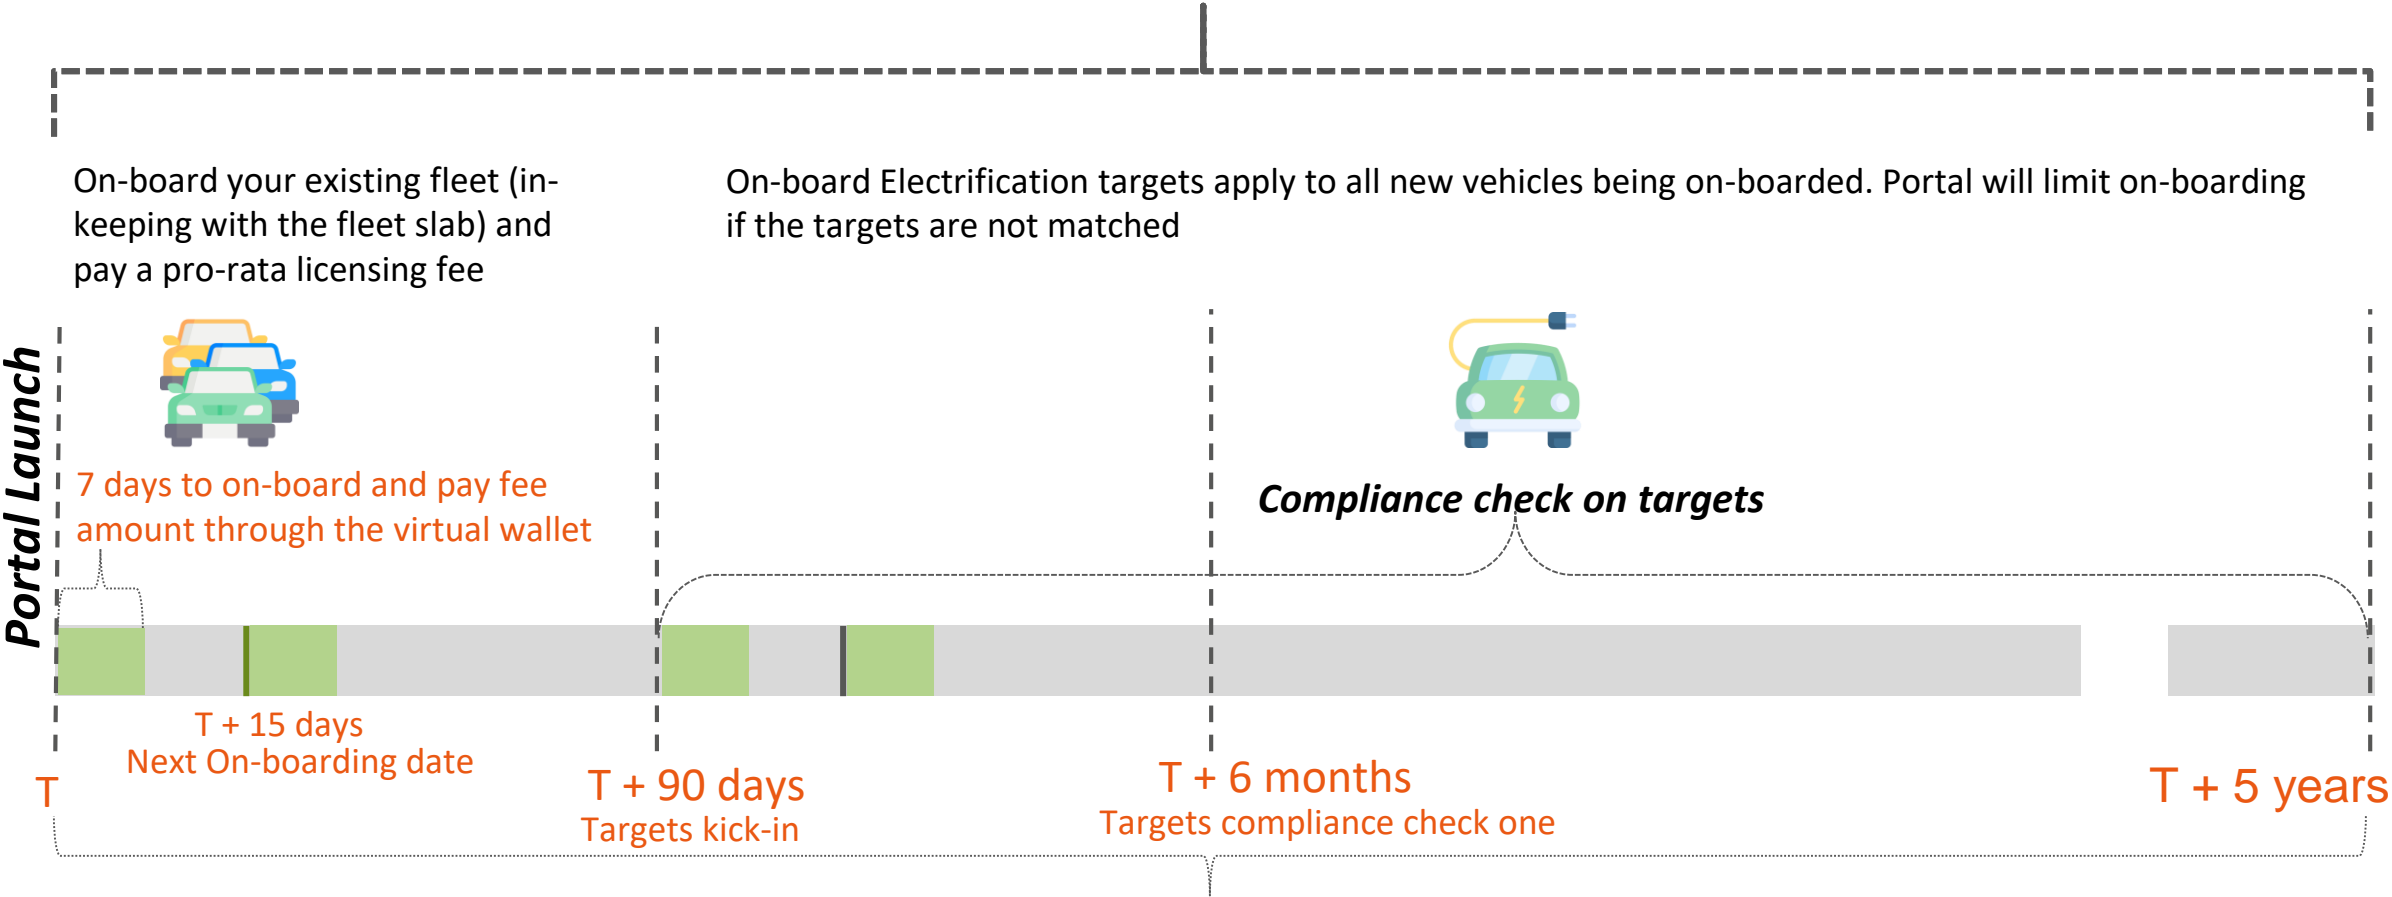 On-board your existing fleet (in-
keeping with the fleet slab) and
pay a pro-rata licensing fee
On-board Electrification targets apply to all new vehicles being on-boarded. Portal will limit on-boarding
if the targets are not matched
Portal Launch
7 days to on-board and pay fee
amount through the virtual wallet
Compliance check on targets
T + 15 days
Next On-boarding date
T
T + 90 days
Targets kick-in
T + 6 months
Targets compliance check one
T + 5 years